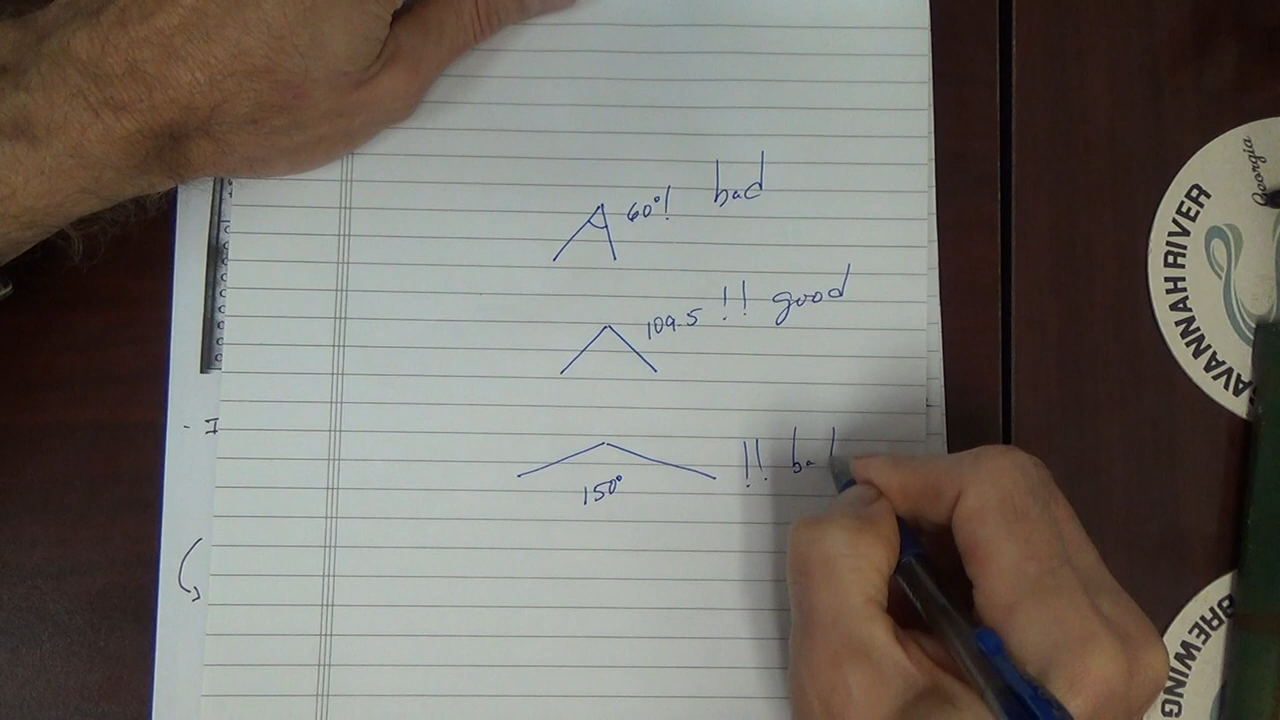 60°! bad
109.5 !! good
150° !! bad
SAVANNAH RIVER
Georgia
BREWING